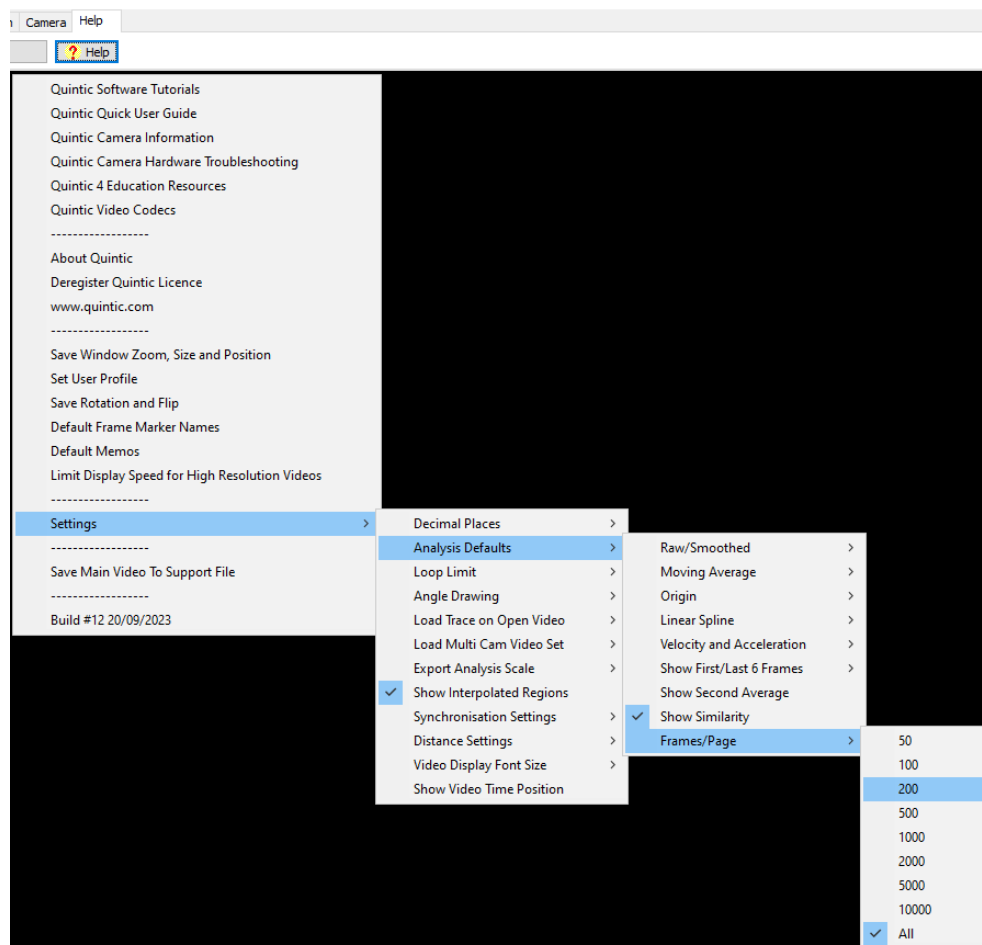 Camera
Help
Help
Quintic Software Tutorials
Quintic Quick User Guide
Quintic Camera Information
Quintic Camera Hardware Troubleshooting
Quintic 4 Education Resources
Quintic Video Codecs
------------------
About Quintic
Deregister Quintic Licence
www.quintic.com
------------------
Save Window Zoom, Size and Position
Set User Profile
Save Rotation and Flip
Default Frame Marker Names
Default Memos
Limit Display Speed for High Resolution Videos
------------------
Settings
------------------
Save Main Video To Support File
------------------
Build #12 20/09/2023
Decimal Places
Analysis Defaults
Loop Limit
Angle Drawing
Load Trace on Open Video
Load Multi Cam Video Set
Export Analysis Scale
Show Interpolated Regions
Synchronisation Settings
Distance Settings
Video Display Font Size
Show Video Time Position
Raw/Smoothed
Moving Average
Origin
Linear Spline
Velocity and Acceleration
Show First/Last 6 Frames
Show Second Average
Show Similarity
Frames/Page
50
100
200
500
1000
2000
5000
10000
All